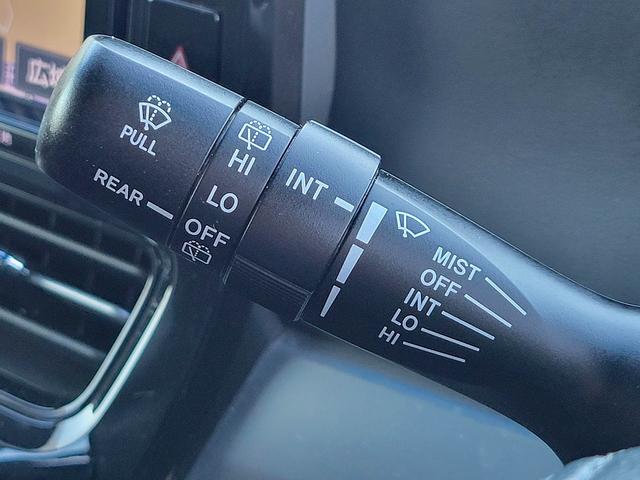 PULL
REAR
HI
LO
OFF
INT
MIST
OFF
INT
LO
HI